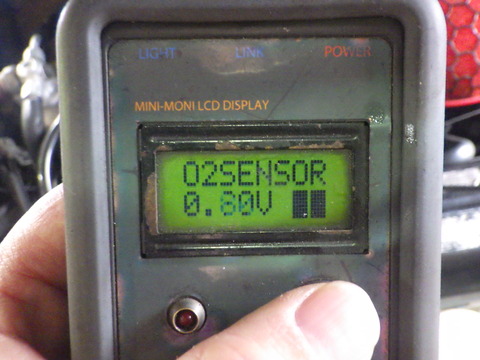 LIGHT LINK POWER
MINI-MONI LCD DISPLAY
O2SENSOR
0.80V